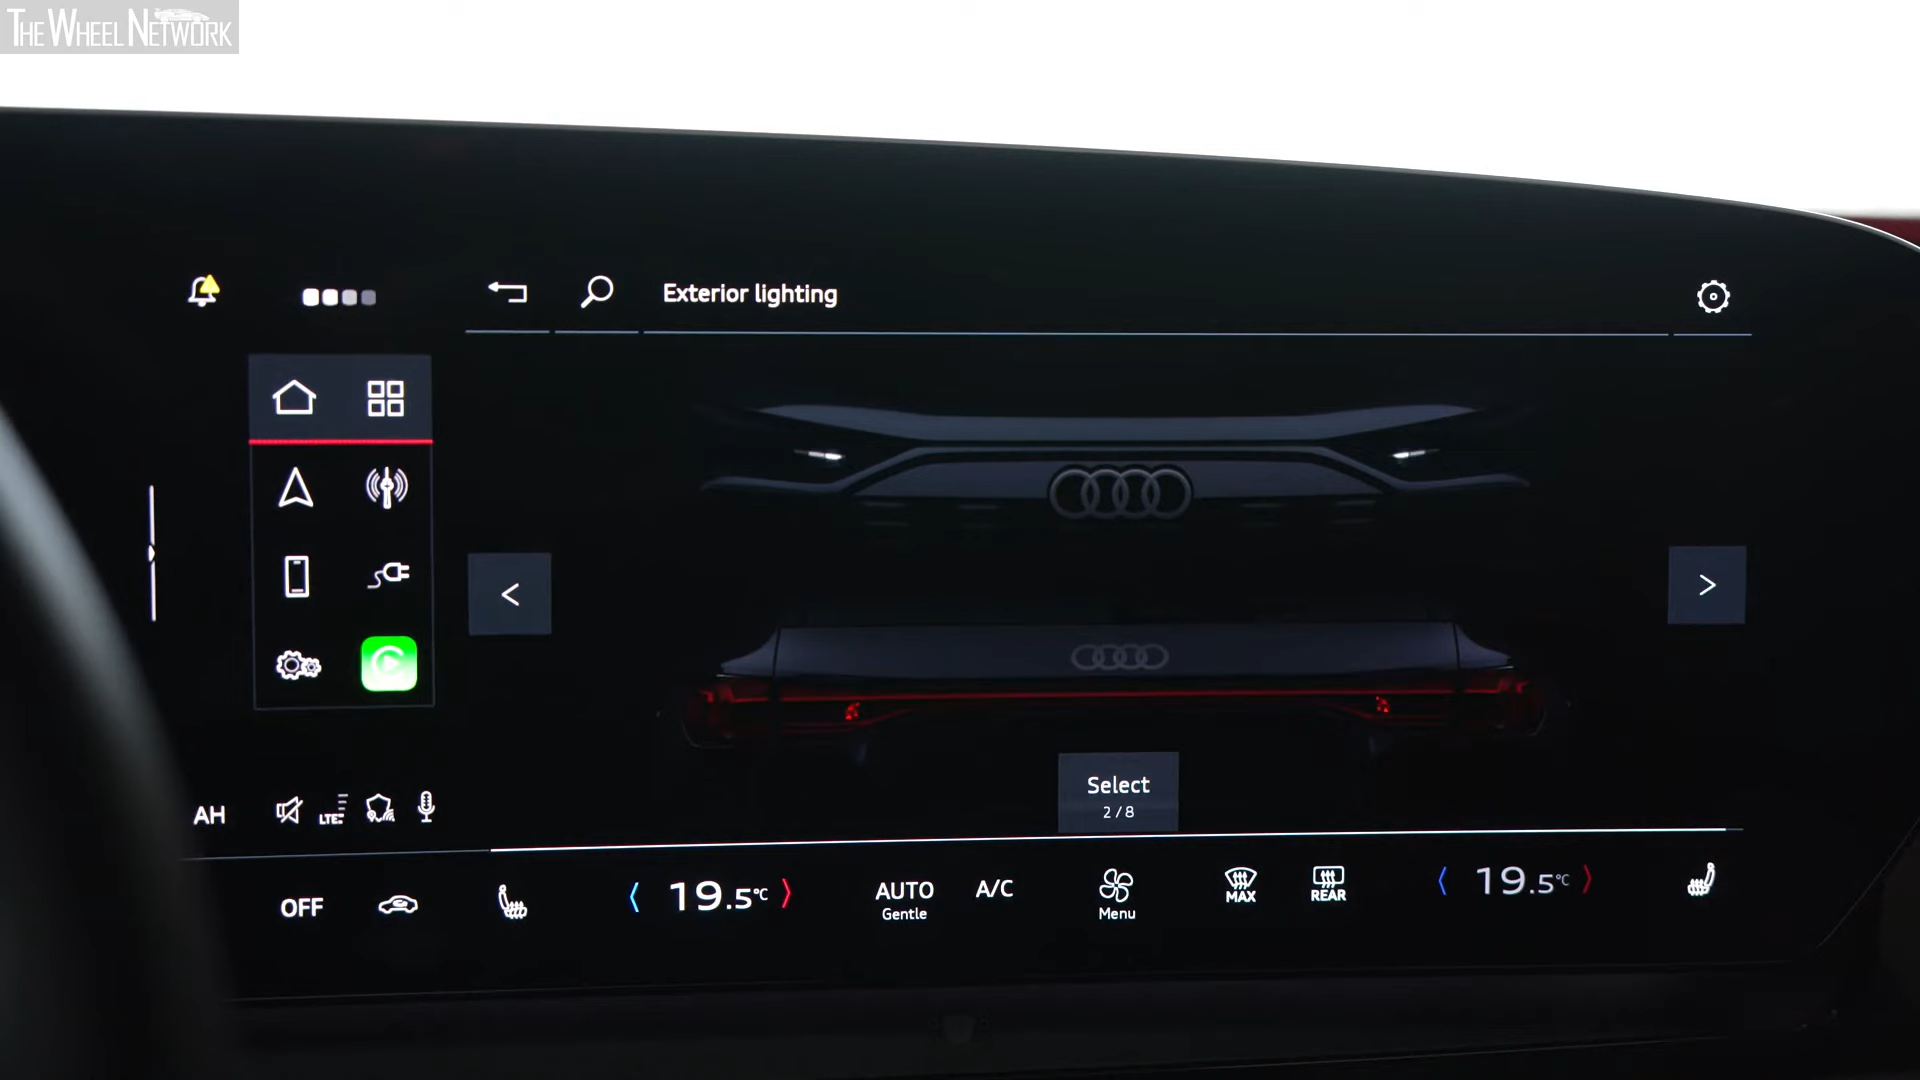 THE WHEEL NETWORK
Exterior lighting
Select
2/8
AH
LTE
OFF
19.5°C
AUTO
Gentle
A/C
Menu
MAX
REAR
19.5°C